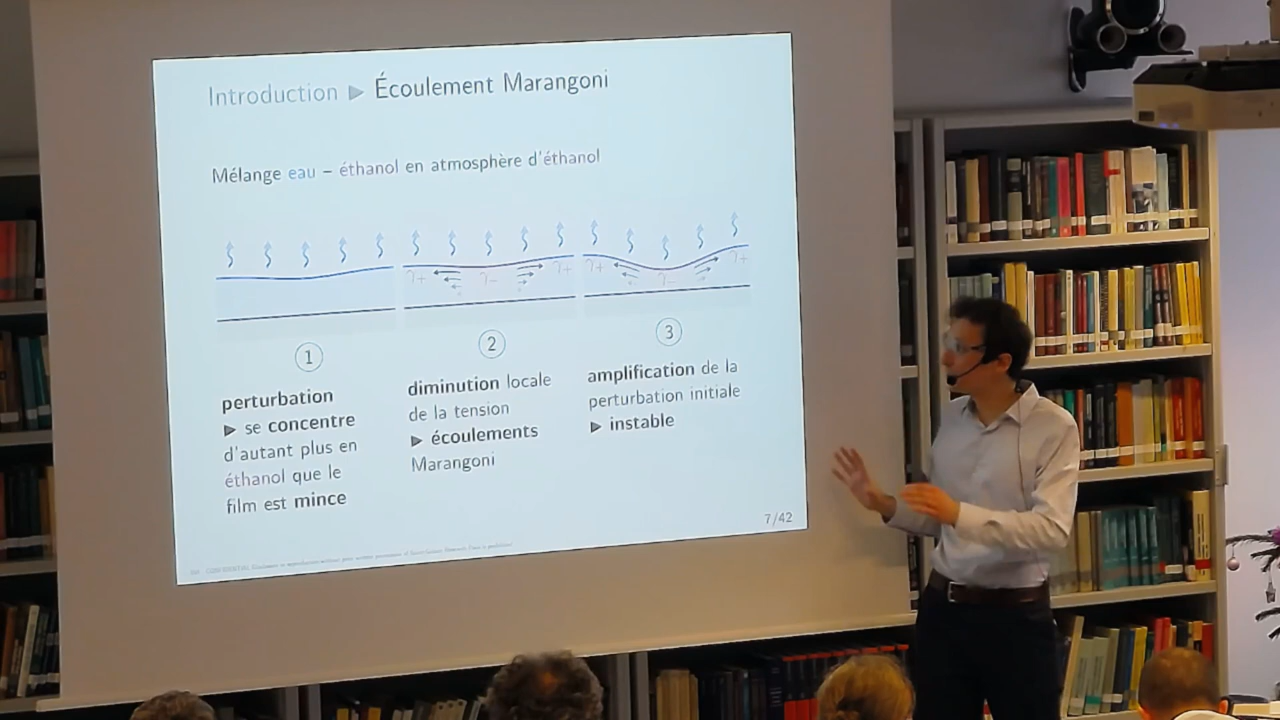 Introduction ▶ Écoulement Marangoni
Mélange eau – éthanol en atmosphère d'éthanol
γ+ γ− γ+ γ+ γ− γ+
1
perturbation
▶ se concentre
d'autant plus en
éthanol que le
film est mince
2
diminution locale
de la tension
▶ écoulements
Marangoni
3
amplification de la
perturbation initiale
▶ instable
7/42